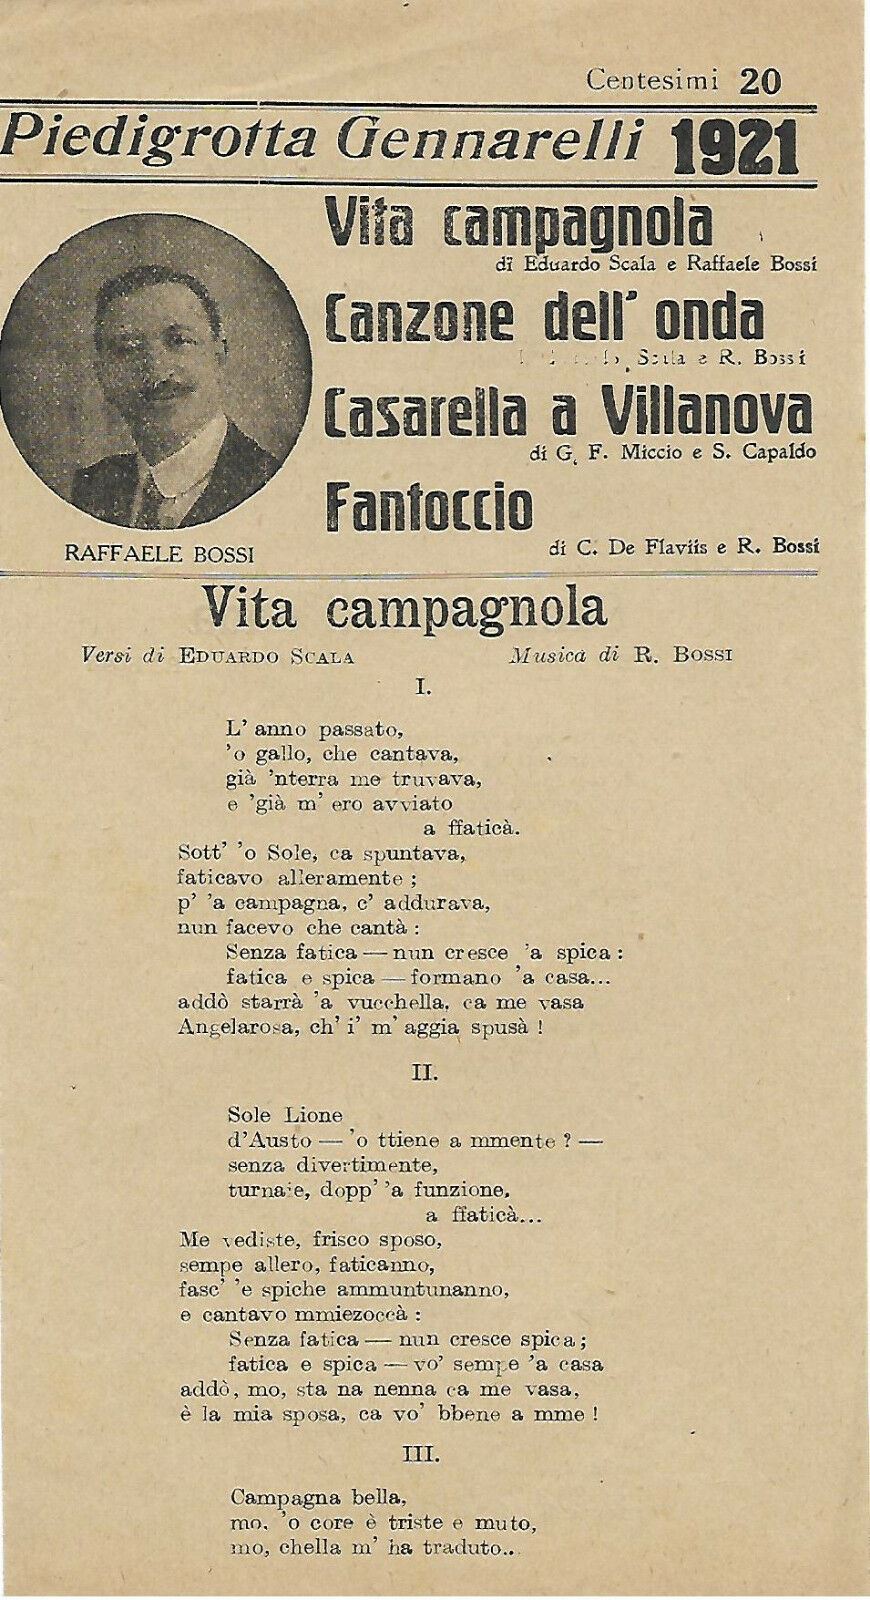 Centesimi 20
Piedigrotta Gennarelli 1921
Vita campagnola
di Eduardo Scala e Raffaele Bossi
Canzone dell' onda
Scala e R. Bossi
Casarella a Villanova
di G. F. Miccio e S. Capaldo
Fantoccio
di C. De Flaviis e R. Bossi
RAFFAELE BOSSI
Vita campagnola
Versi di EDUARDO SCALA Musica di R. BOSSI
I.
L' anno passato,
'o gallo, che cantava,
già 'nterra me truvava,
e 'già m' ero avviato
a ffaticà.
Sott' 'o Sole, ca spuntava,
faticavo alleramente ;
p' 'a campagna, c' addurava,
nun facevo che cantà :
Senza fatica — nun cresce 'a spica :
fatica e spica — formano 'a casa...
addò starrà 'a vucchella, ca me vasa
Angelarosa, ch' i' m' aggia spusà !
II.
Sole Lione
d'Austo — 'o ttiene a mmente ? —
senza divertimente,
turnaie, dopp' 'a funzione,
a ffaticà...
Me vediste, frisco sposo,
sempe allero, faticanno,
fasc' 'e spiche ammuntunanno,
e cantavo mmiezoccà :
Senza fatica — nun cresce spica ;
fatica e spica — vo' sempe 'a casa
addò, mo, sta na nenna ca me vasa,
è la mia sposa, ca vo' bbene a mme !
III.
Campagna bella,
mo, 'o core è triste e muto,
mo, chella m' ha traduto...